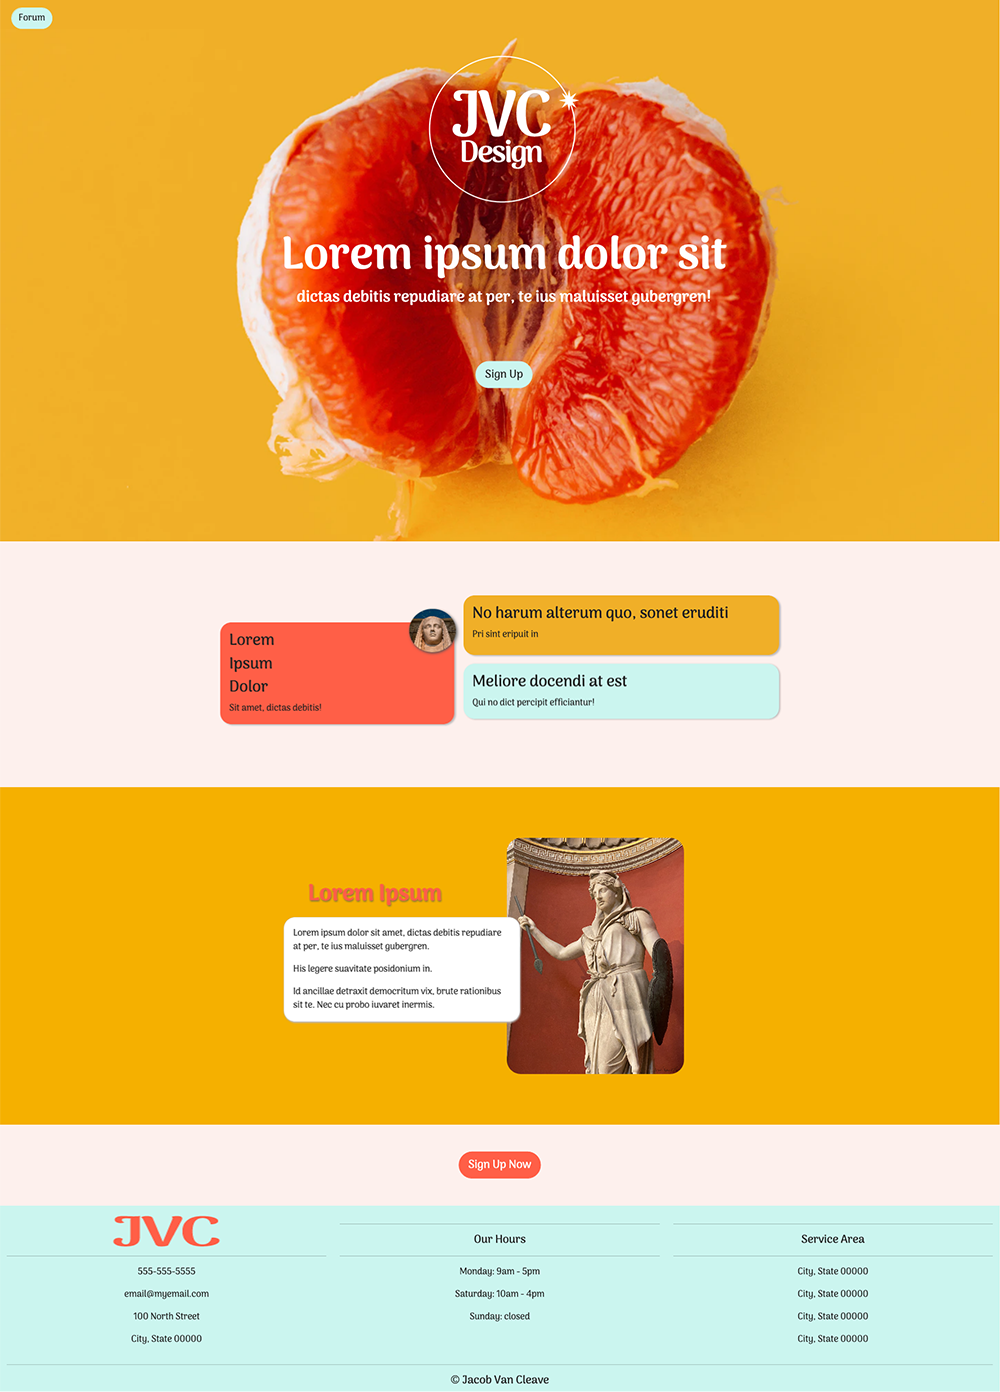 Forum
JVC
Design
Lorem ipsum dolor sit
dictas debitis repudiare at per, te ius maluisset gubergren!
Sign Up
Lorem
Ipsum
Dolor
Sit amet, dictas debitis!
No harum alterum quo, sonet eruditi
Pri sint eripuit in
Meliore docendi at est
Qui no dict percipit efficiantur!
Lorem Ipsum
Lorem ipsum dolor sit amet, dictas debitis repudiare
at per, te ius maluisset gubergren.
His legere suavitate posidonium in.
Id ancillae detraxit democritum vix, brute rationibus
sit te. Nec cu probo iuvaret inermis.
Sign Up Now
JVC
555-555-5555
email@myemail.com
100 North Street
City, State 00000
Our Hours
Monday: 9am - 5pm
Saturday: 10am - 4pm
Sunday: closed
Service Area
City, State 00000
City, State 00000
City, State 00000
City, State 00000
© Jacob Van Cleave